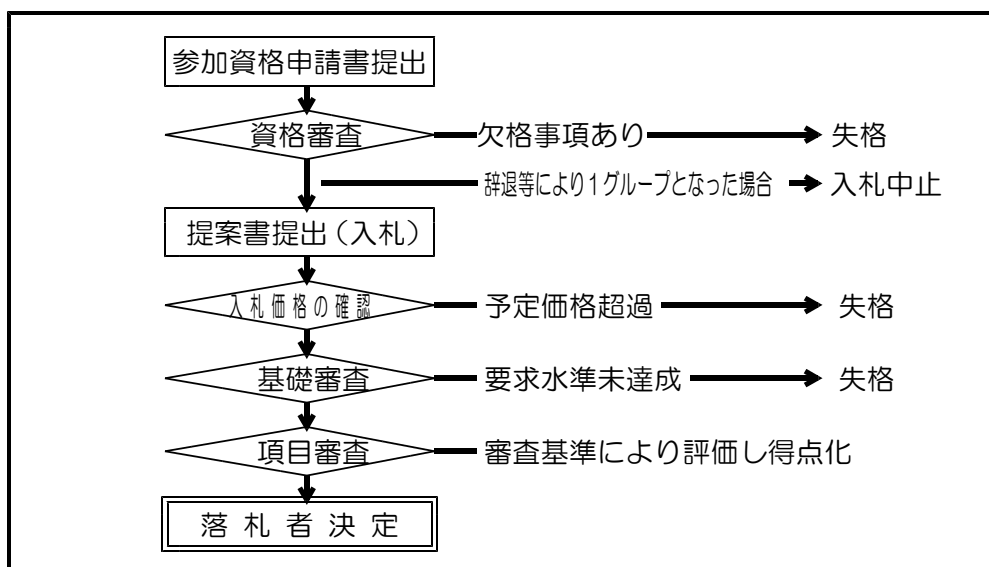 参加資格申請書提出
資格審査 欠格事項あり 失格
辞退等により1グループとなった場合 入札中止
提案書提出(入札)
入札価格の確認 予定価格超過 失格
基礎審査 要求水準未達成 失格
項目審査 審査基準により評価し得点化
落札者決定